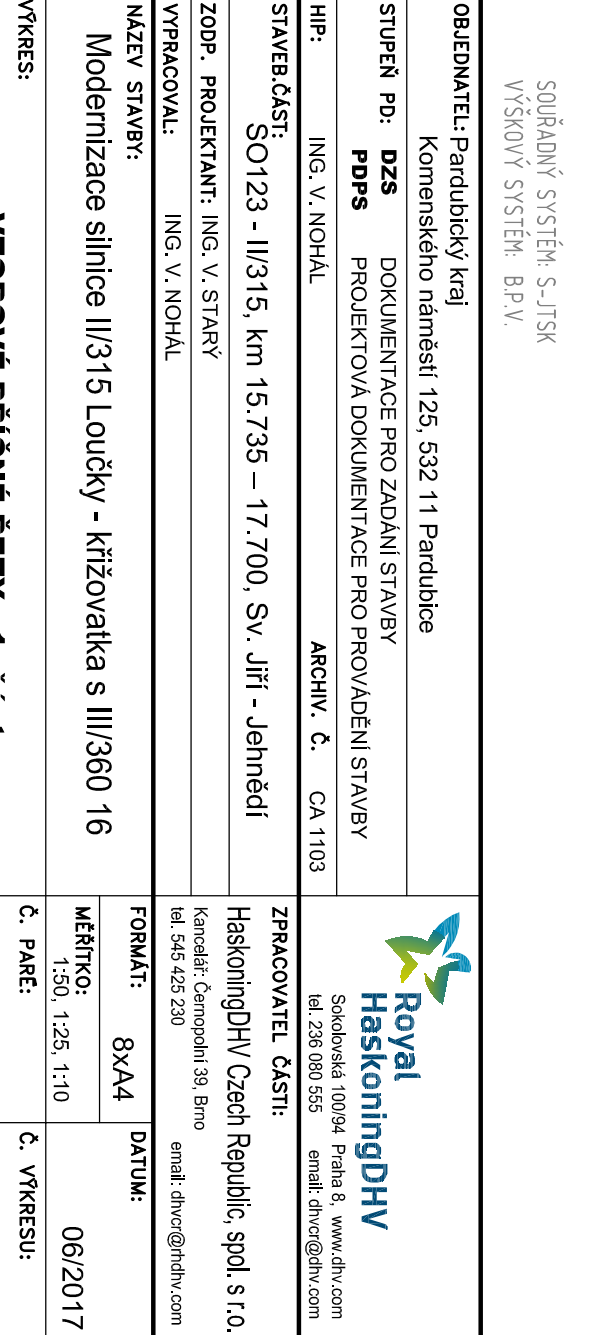 SOUŘADNÝ SYSTÉM: S-JTSK
VÝŠKOVÝ SYSTÉM: B.P.V.
OBJEDNATEL: Pardubický kraj
Komenského náměstí 125, 532 11 Pardubice
STUPEŇ PD: DZS DOKUMENTACE PRO ZADÁNÍ STAVBY
PDPS PROJEKTOVÁ DOKUMENTACE PRO PROVÁDĚNÍ STAVBY
HIP: ING. V. NOHÁL ARCHIV. Č. CA 1103
Royal
HaskoningDHV
Sokolovská 100/94 Praha 8, www.dhv.com
tel. 236 080 555 email: dhvcr@dhv.com
STAVEB.ČÁST:
SO123 - II/315, km 15.735 – 17.700, Sv. Jiří - Jehnědí
ZODP. PROJEKTANT: ING. V. STARÝ
VYPRACOVAL: ING. V. NOHÁL
ZPRACOVATEL ČÁSTI:
HaskoningDHV Czech Republic, spol. s r.o.
Kancelář: Černopolní 39, Brno
tel. 545 425 230 email: dhvcr@rhdhv.com
NÁZEV STAVBY:
Modernizace silnice II/315 Loučky - křižovatka s III/360 16
FORMÁT: 8xA4
MĚŘÍTKO:
1:50, 1:25, 1:10
DATUM:
06/2017
VÝKRES:
Č. PARÉ:
Č. VÝKRESU: